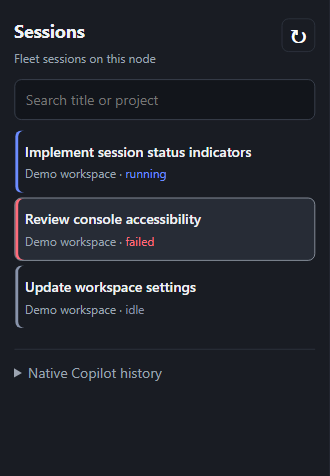 Sessions
Fleet sessions on this node
Search title or project
Implement session status indicators
Demo workspace · running
Review console accessibility
Demo workspace · failed
Update workspace settings
Demo workspace · idle
Native Copilot history